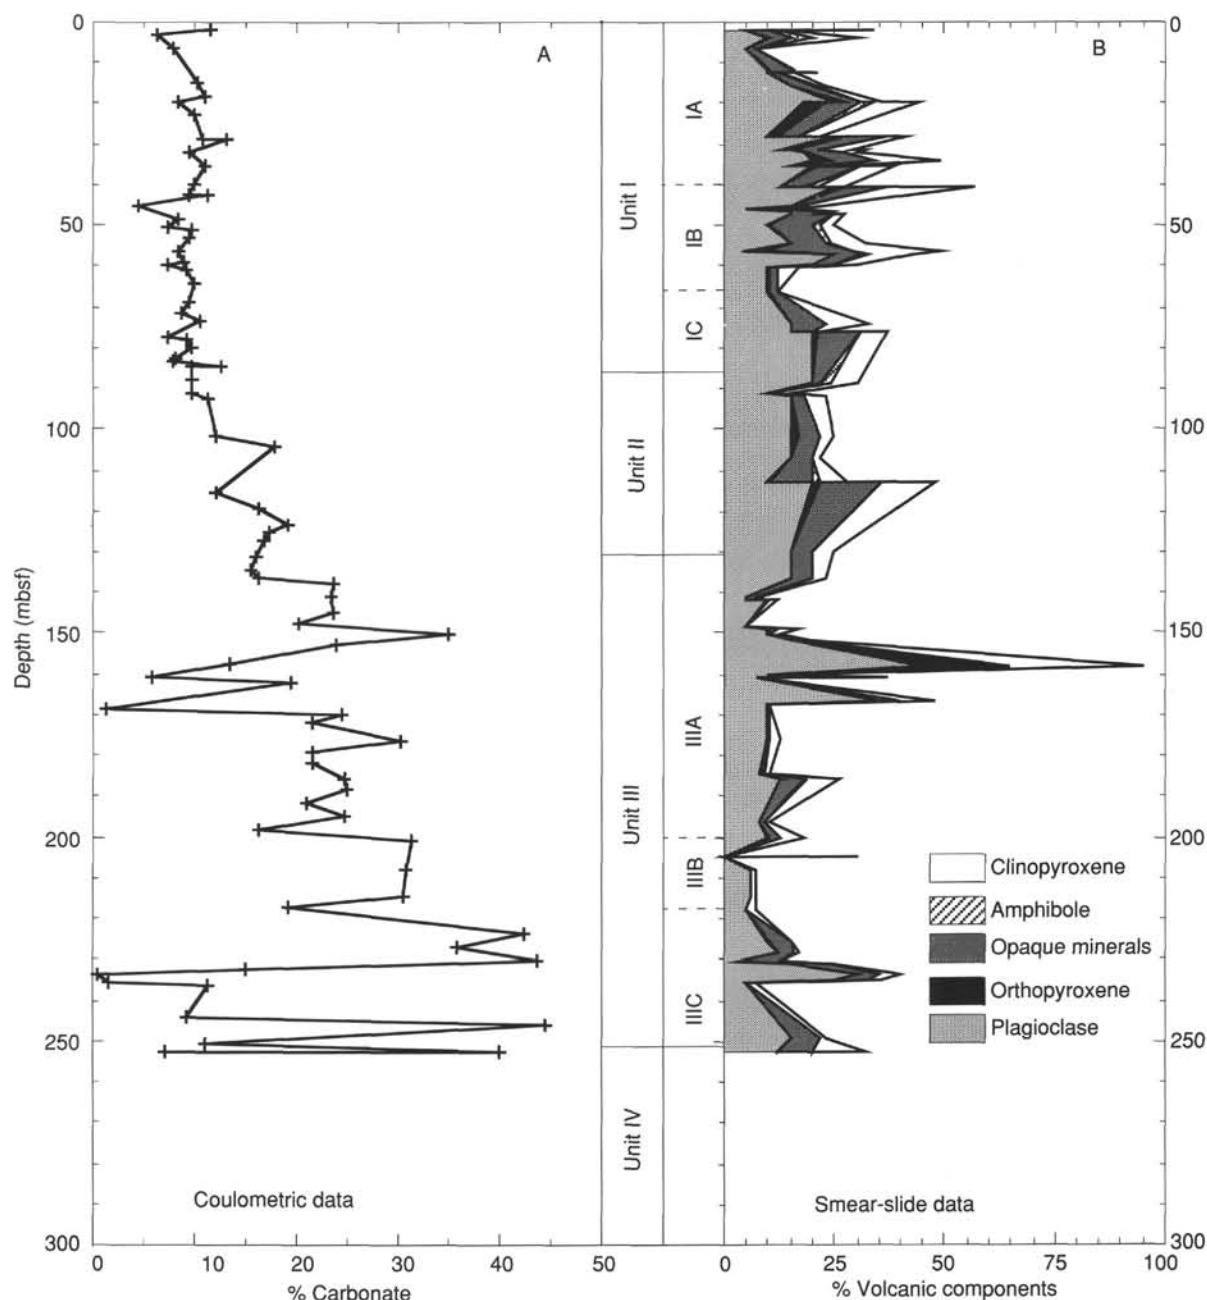 0
50
100
150
200
250
300
Depth (mbsf)
A
Coulometric data
0
10
20
30
40
50
% Carbonate
Unit I
Unit II
Unit III
Unit IV
IA
IB
IC
IIIA
IIIB
IIIC
B
Clinopyroxene
Amphibole
Opaque minerals
Orthopyroxene
Plagioclase
Smear-slide data
0
25
50
75
100
% Volcanic components
0
50
100
150
200
250
300